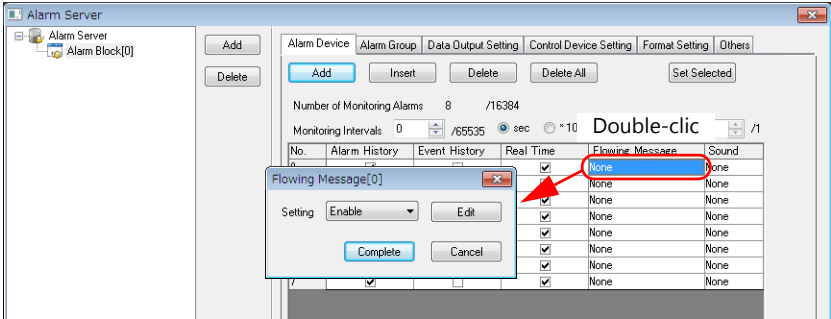 Alarm Server
Alarm Server
Alarm Block[0]
Add
Delete
Alarm Device Alarm Group Data Output Setting Control Device Setting Format Setting Others
Add Insert Delete Delete All Set Selected
Number of Monitoring Alarms 8 /16384
Monitoring Intervals 0 /65535 sec * 10 Double-clic /1
No. Alarm History Event History Real Time Flowing Message Sound
None None
None None
None None
None None
None None
None None
None None
7 None None
Flowing Message[0]
Setting Enable Edit
Complete Cancel